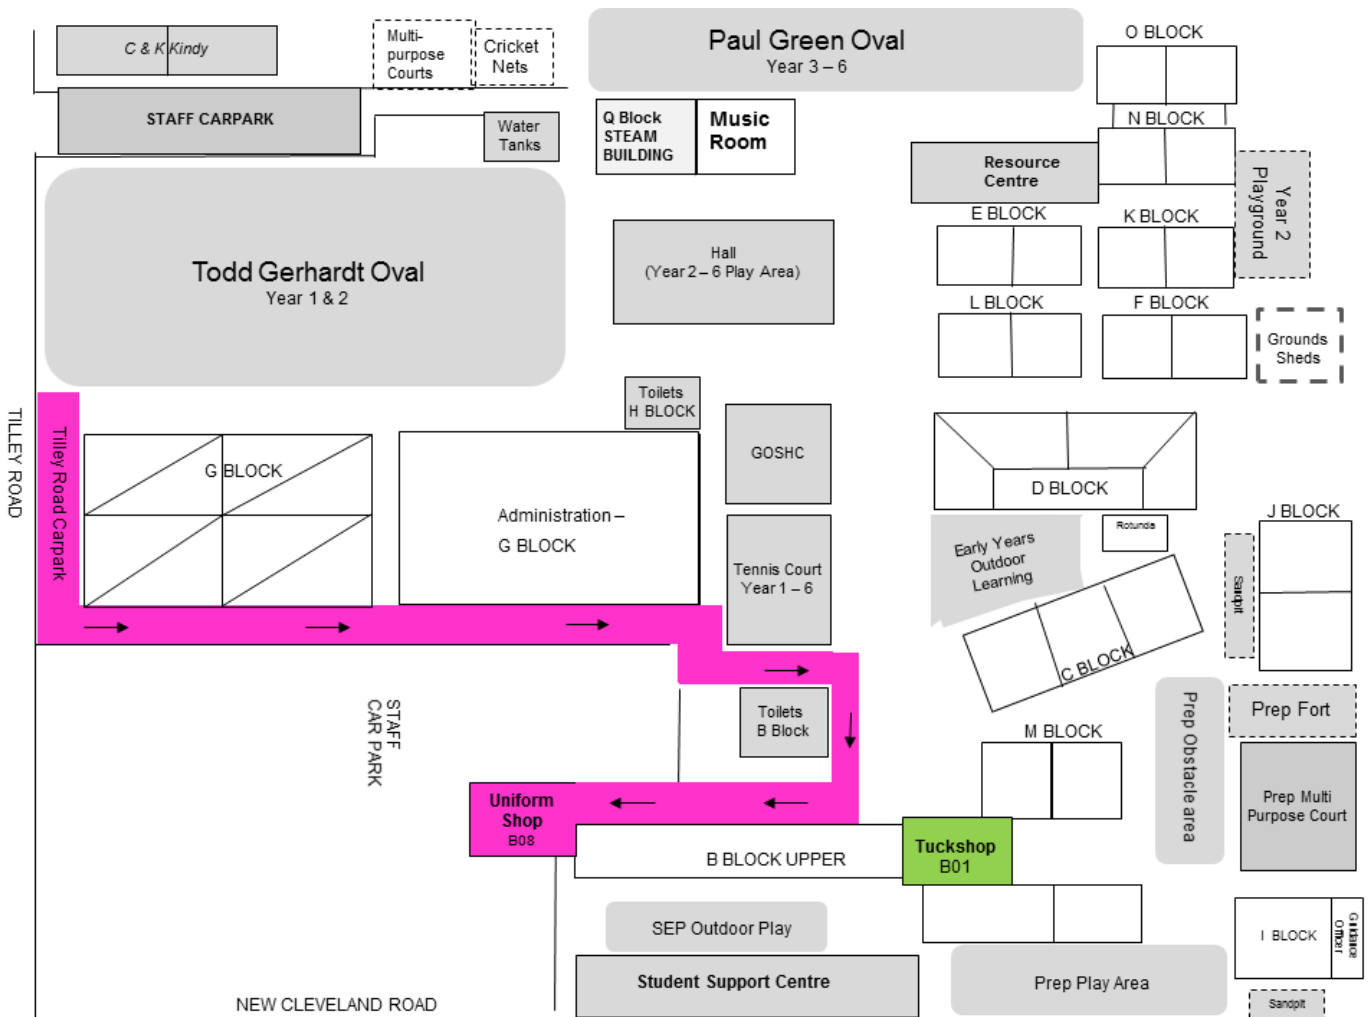 C & K Kindy
Multi-
purpose
Courts
Cricket
Nets
Paul Green Oval
Year 3 – 6
O BLOCK
STAFF CARPARK
Water
Tanks
Q Block
STEAM
BUILDING
Music
Room
N BLOCK
Resource
Centre
Year 2
Playground
E BLOCK
K BLOCK
Todd Gerhardt Oval
Year 1 & 2
Hall
(Year 2 – 6 Play Area)
L BLOCK
F BLOCK
Grounds
Sheds
Toilets
H BLOCK
TILLEY ROAD
Tilley Road Carpark
G BLOCK
Administration –
G BLOCK
GOSHC
D BLOCK
Tennis Court
Year 1 – 6
Early Years
Outdoor
Learning
Rotunda
J BLOCK
Sandpit
C BLOCK
STAFF
CAR PARK
Toilets
B Block
Prep Obstacle area
Prep Fort
M BLOCK
Prep Multi
Purpose Court
Uniform
Shop
B08
B BLOCK UPPER
Tuckshop
B01
SEP Outdoor Play
I BLOCK
Guidance
Officer
Student Support Centre
Prep Play Area
NEW CLEVELAND ROAD
Sandpit